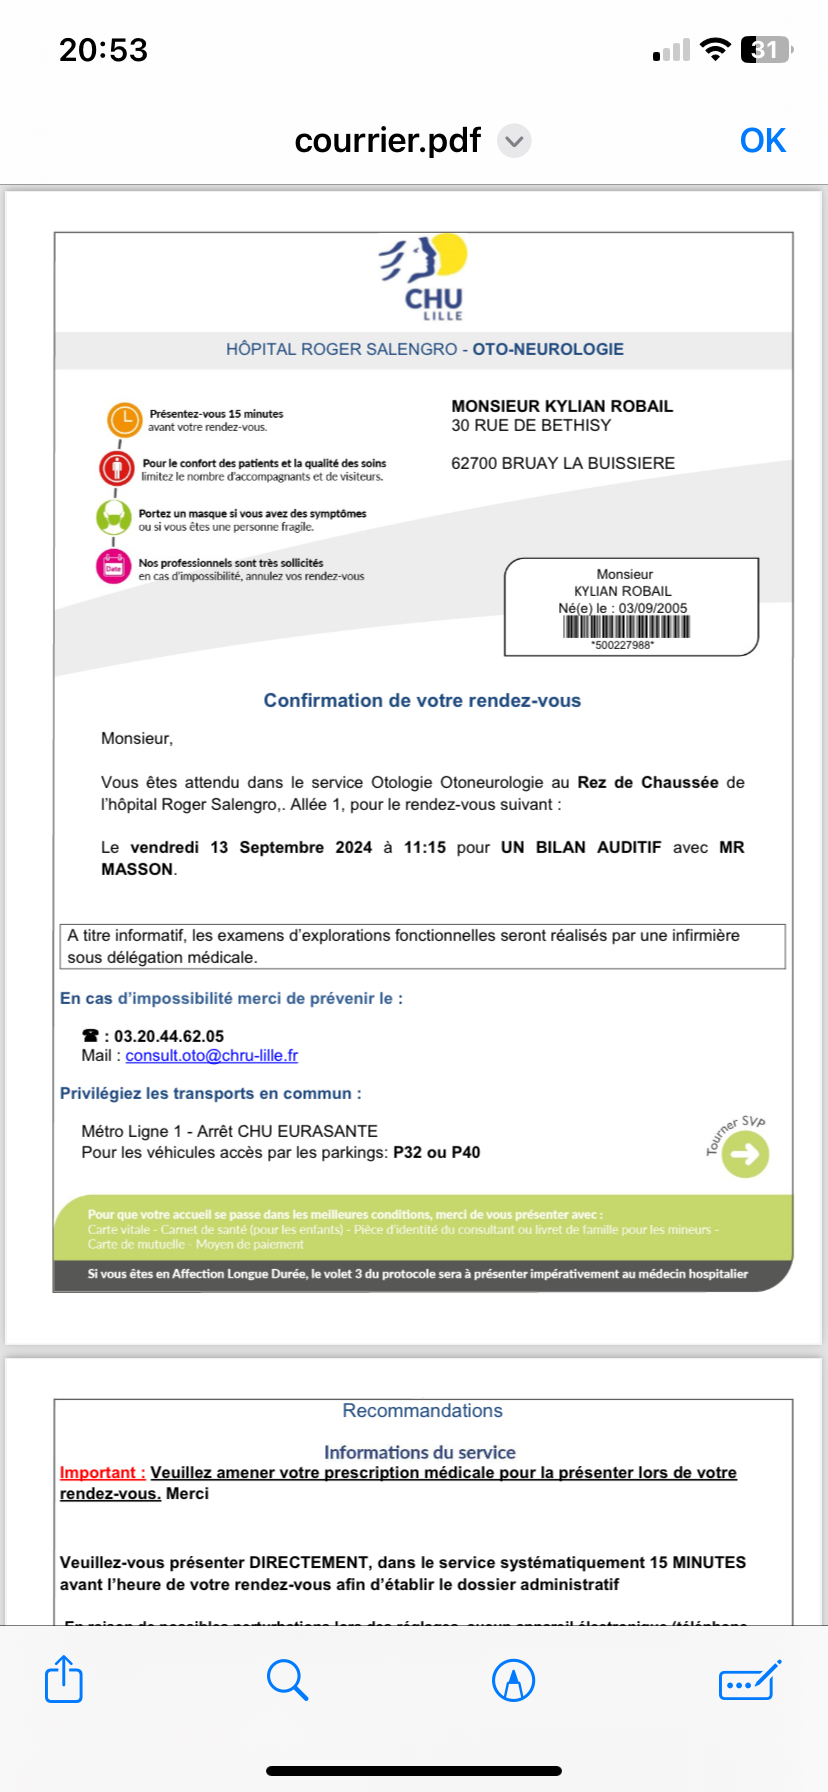 20:53
31
courrier.pdf
OK
CHU
LILLE
HÔPITAL ROGER SALENGRO - OTO-NEUROLOGIE
Présentez-vous 15 minutes
avant votre rendez-vous.
Pour le confort des patients et la qualité des soins
limitez le nombre d'accompagnants et de visiteurs.
Portez un masque si vous avez des symptômes
ou si vous êtes une personne fragile.
Date
Nos professionnels sont très sollicités
en cas d'impossibilité, annulez vos rendez-vous
MONSIEUR KYLIAN ROBAIL
30 RUE DE BETHISY
62700 BRUAY LA BUISSIERE
Monsieur
KYLIAN ROBAIL
Né(e) le : 03/09/2005
*500227988*
Confirmation de votre rendez-vous
Monsieur,
Vous êtes attendu dans le service Otologie Otoneurologie au Rez de Chaussée de
l'hôpital Roger Salengro,. Allée 1, pour le rendez-vous suivant :
Le vendredi 13 Septembre 2024 à 11:15 pour UN BILAN AUDITIF avec MR
MASSON.
A titre informatif, les examens d'explorations fonctionnelles seront réalisés par une infirmière
sous délégation médicale.
En cas d'impossibilité merci de prévenir le :
☎ : 03.20.44.62.05
Mail : consult.oto@chru-lille.fr
Privilégiez les transports en commun :
Métro Ligne 1 - Arrêt CHU EURASANTE
Pour les véhicules accès par les parkings: P32 ou P40
Tourner SVP
Pour que votre accueil se passe dans les meilleures conditions, merci de vous présenter avec :
Carte vitale - Carnet de santé (pour les enfants) - Pièce d'identité du consultant ou livret de famille pour les mineurs -
Carte de mutuelle - Moyen de paiement
Si vous êtes en Affection Longue Durée, le volet 3 du protocole sera à présenter impérativement au médecin hospitalier
Recommandations
Informations du service
Important : Veuillez amener votre prescription médicale pour la présenter lors de votre
rendez-vous. Merci
Veuillez-vous présenter DIRECTEMENT, dans le service systématiquement 15 MINUTES
avant l'heure de votre rendez-vous afin d'établir le dossier administratif
En raison de possibles perturbations lors des réglages, aucun appareil électronique (téléphone